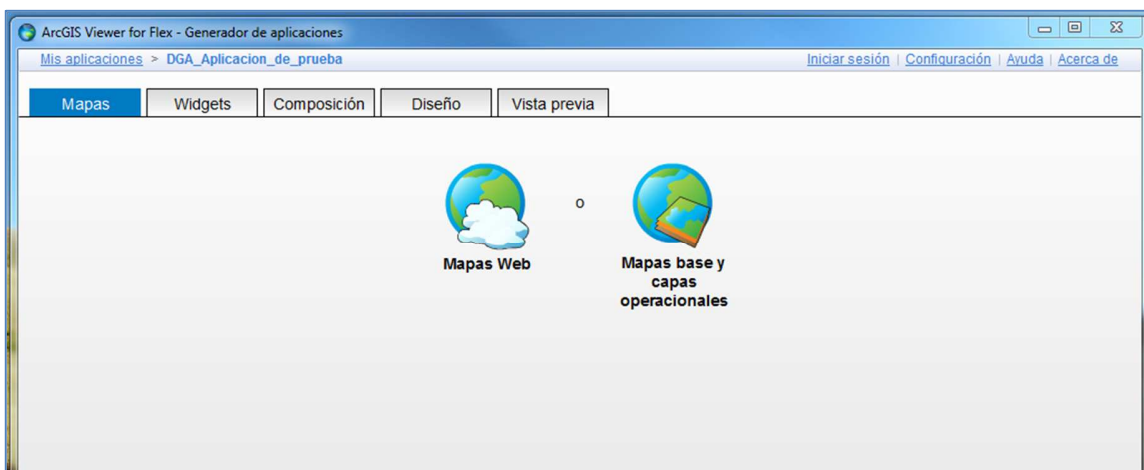 ArcGIS Viewer for Flex - Generador de aplicaciones
Mis aplicaciones > DGA_Aplicacion_de_prueba
Iniciar sesión | Configuración | Ayuda | Acerca de
Mapas
Widgets
Composición
Diseño
Vista previa
Mapas Web
o
Mapas base y
capas
operacionales